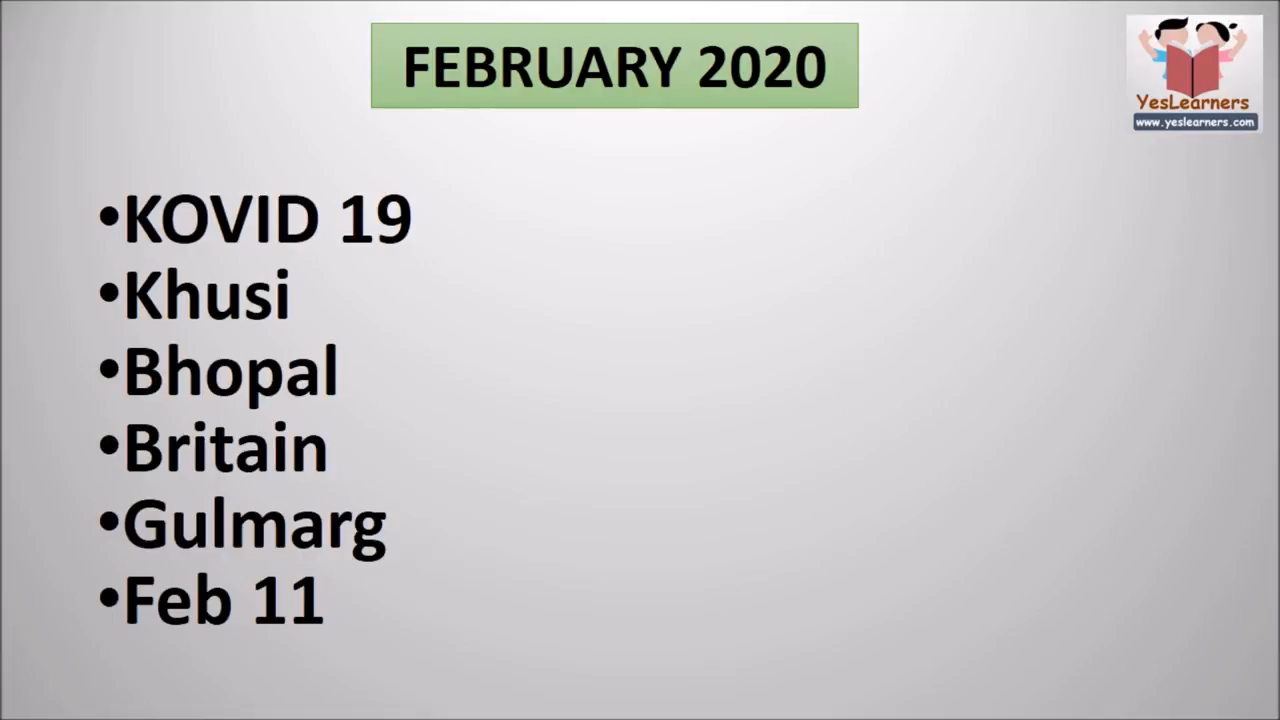 FEBRUARY 2020
YesLearners
www.yeslearners.com
•KOVID 19
•Khusi
•Bhopal
•Britain
•Gulmarg
•Feb 11